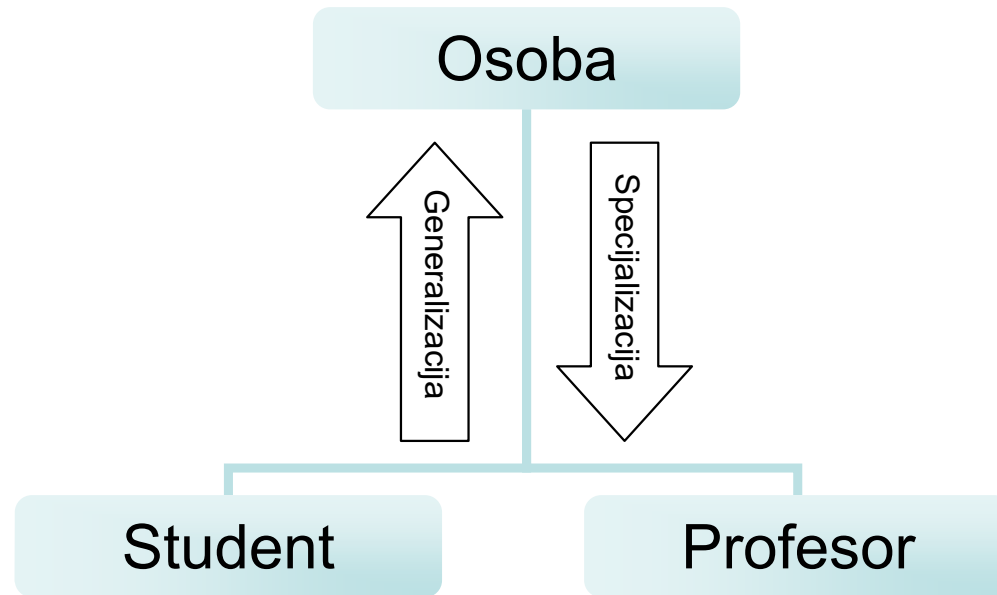 Osoba
Generalizacija
Specijalizacija
Student
Profesor